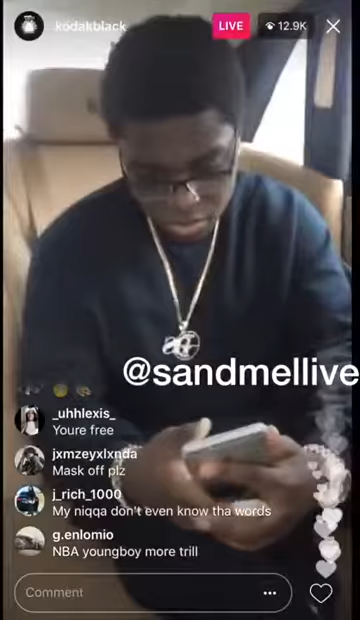 kodakblack
LIVE
12.9K
@sandmellive
_uhhlexis_
Youre free
jxmzeyxlxnda
Mask off plz
j_rich_1000
My niqqa don't even know tha words
g.enlomio
NBA youngboy more trill
Comment